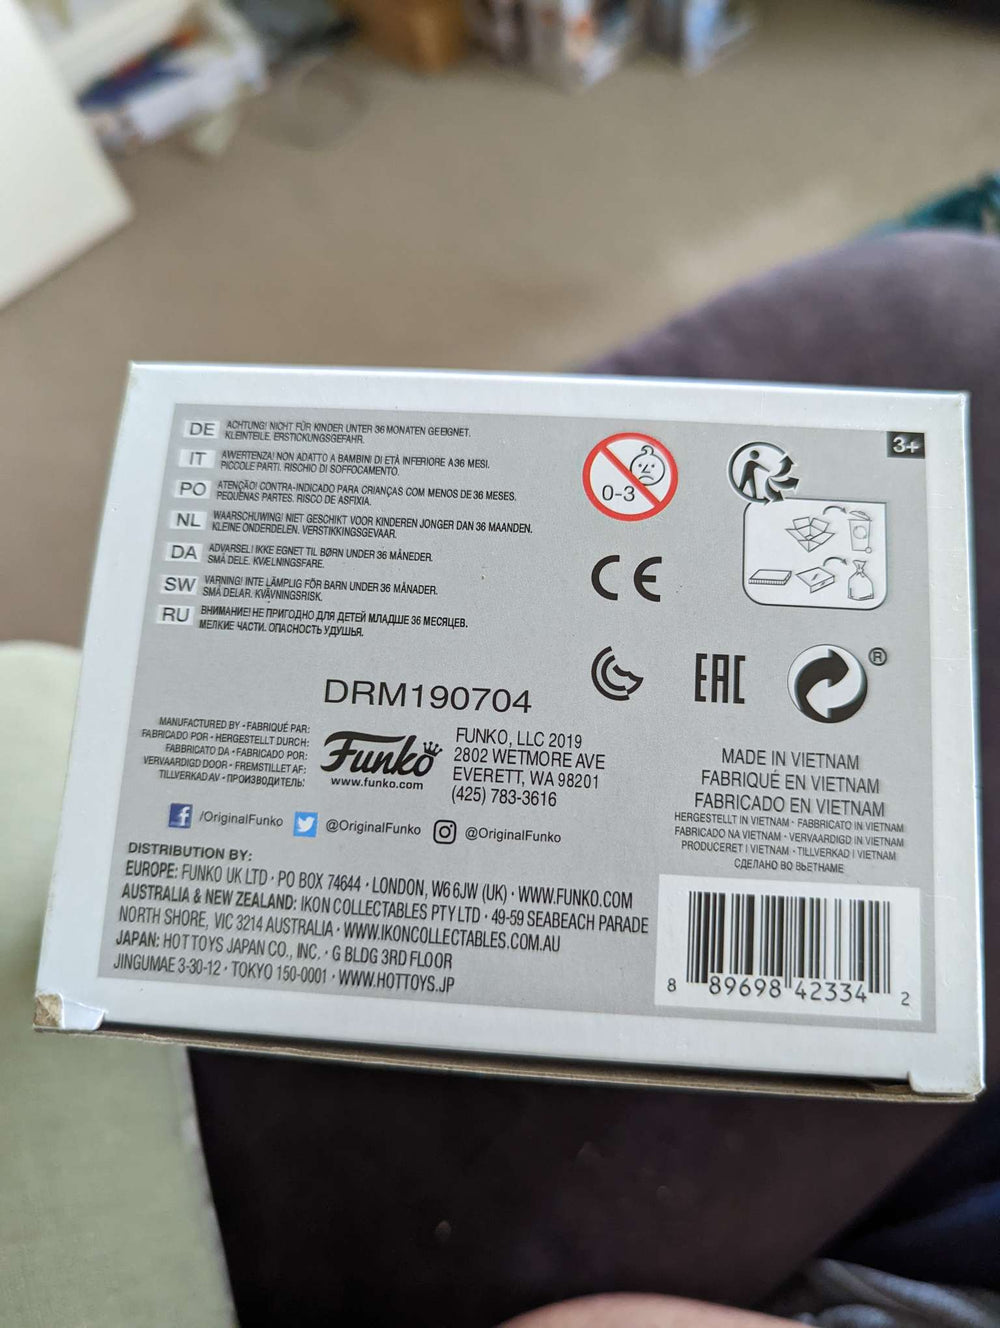 DE ACHTUNG! NICHT FÜR KINDER UNTER 36 MONATEN GEEIGNET.
KLEINTEILE. ERSTICKUNGSGEFAHR.
IT AWERTENZA! NON ADATTO A BAMBINI DI ETÀ INFERIORE A 36 MESI.
PICCOLE PARTI. RISCHIO DI SOFFOCAMENTO.
PO ATENÇÃO! CONTRA-INDICADO PARA CRIANÇAS COM MENOS DE 36 MESES.
PEQUENAS PARTES. RISCO DE ASFIXIA.
NL WAARSCHUWING! NIET GESCHIKT VOOR KINDEREN JONGER DAN 36 MAANDEN.
KLEINE ONDERDELEN. VERSTIKKINGSGEVAAR.
DA ADVARSEL! IKKE EGNET TIL BØRN UNDER 36 MÅNEDER.
SMÅ DELE. KVÆLNINGSFARE.
SW VARNING! INTE LÄMPLIG FÖR BARN UNDER 36 MÅNADER.
SMÅ DELAR. KVÄVNINGSRISK.
RU ВНИМАНИЕ! НЕ ПРИГОДНО ДЛЯ ДЕТЕЙ МЛАДШЕ 36 МЕСЯЦЕВ.
МЕЛКИЕ ЧАСТИ. ОПАСНОСТЬ УДУШЬЯ.
0-3
3+
CE
EAC
®
DRM190704
MANUFACTURED BY • FABRIQUÉ PAR:
FABRICADO POR • HERGESTELLT DURCH:
FABBRICATO DA • FABRICADO POR:
VERVAARDIGD DOOR • FREMSTILLET AF:
TILLVERKAD AV • ПРОИЗВОДИТЕЛЬ:
Funko
www.funko.com
FUNKO, LLC 2019
2802 WETMORE AVE
EVERETT, WA 98201
(425) 783-3616
/OriginalFunko @OriginalFunko @OriginalFunko
DISTRIBUTION BY:
EUROPE: FUNKO UK LTD • PO BOX 74644 • LONDON, W6 6JW (UK) • WWW.FUNKO.COM
AUSTRALIA & NEW ZEALAND: IKON COLLECTABLES PTY LTD • 49-59 SEABEACH PARADE
NORTH SHORE, VIC 3214 AUSTRALIA • WWW.IKONCOLLECTABLES.COM.AU
JAPAN: HOT TOYS JAPAN CO., INC. • G BLDG 3RD FLOOR
JINGUMAE 3-30-12 • TOKYO 150-0001 • WWW.HOTTOYS.JP
MADE IN VIETNAM
FABRIQUÉ EN VIETNAM
FABRICADO EN VIETNAM
HERGESTELLT IN VIETNAM • FABBRICATO IN VIETNAM
FABRICADO NA VIETNAM • VERVAARDIGD IN VIETNAM
PRODUCERET I VIETNAM • TILLVERKAD I VIETNAM
СДЕЛАНО ВО ВЬЕТНАМЕ
8 89698 42334 2